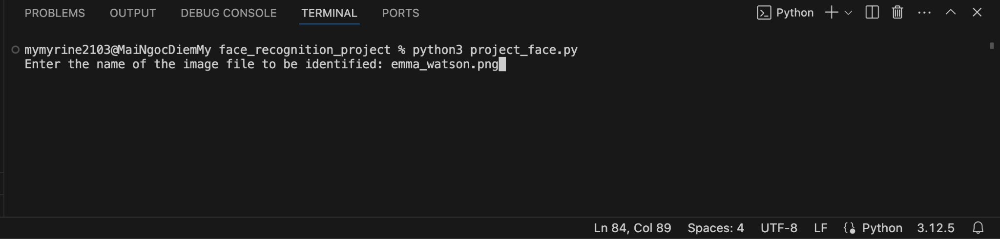 PROBLEMS OUTPUT DEBUG CONSOLE TERMINAL PORTS Python
mymyrine2103@MaiNgocDiemMy face_recognition_project % python3 project_face.py
Enter the name of the image file to be identified: emma_watson.png
Ln 84, Col 89 Spaces: 4 UTF-8 LF Python 3.12.5